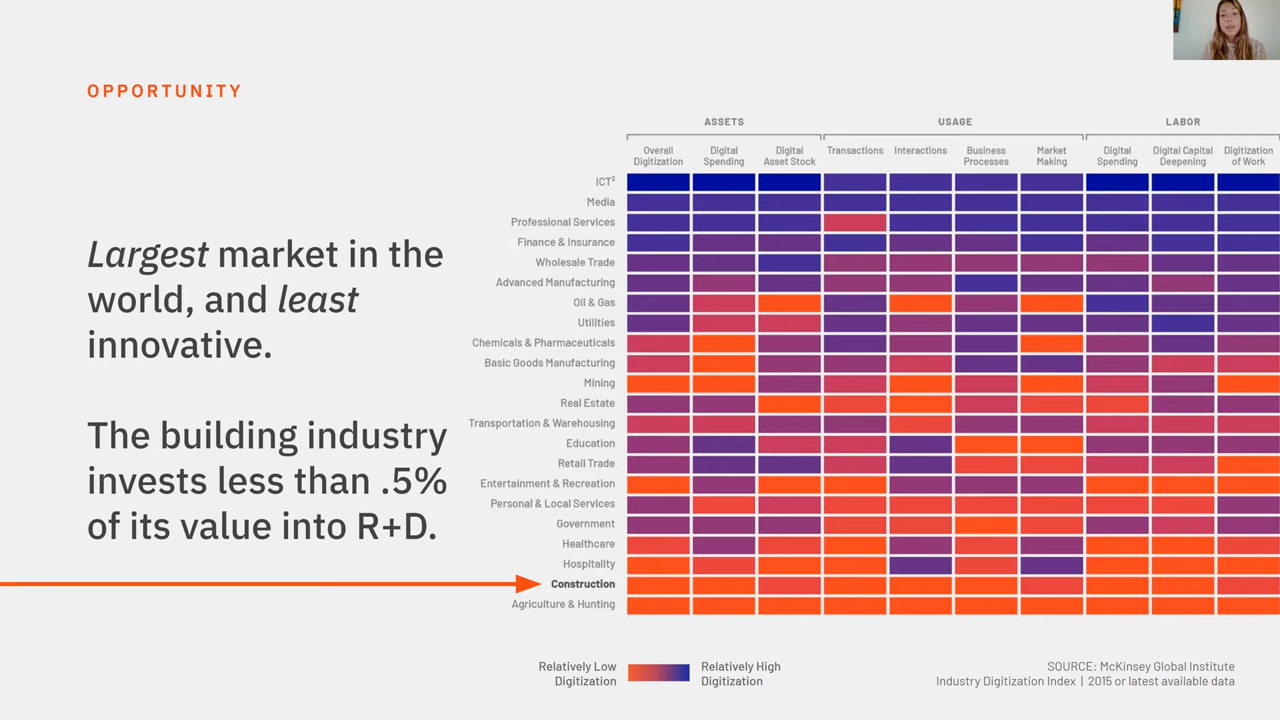 OPPORTUNITY
Largest market in the
world, and least
innovative.
The building industry
invests less than .5%
of its value into R+D.
ASSETS
USAGE
LABOR
Overall
Digitization
Digital
Spending
Digital
Asset Stock
Transactions
Interactions
Business
Processes
Market
Making
Digital
Spending
Digital Capital
Deepening
Digitization
of Work
ICT²
Media
Professional Services
Finance & Insurance
Wholesale Trade
Advanced Manufacturing
Oil & Gas
Utilities
Chemicals & Pharmaceuticals
Basic Goods Manufacturing
Mining
Real Estate
Transportation & Warehousing
Education
Retail Trade
Entertainment & Recreation
Personal & Local Services
Government
Healthcare
Hospitality
Construction
Agriculture & Hunting
Relatively Low
Digitization
Relatively High
Digitization
SOURCE: McKinsey Global Institute
Industry Digitization Index | 2015 or latest available data